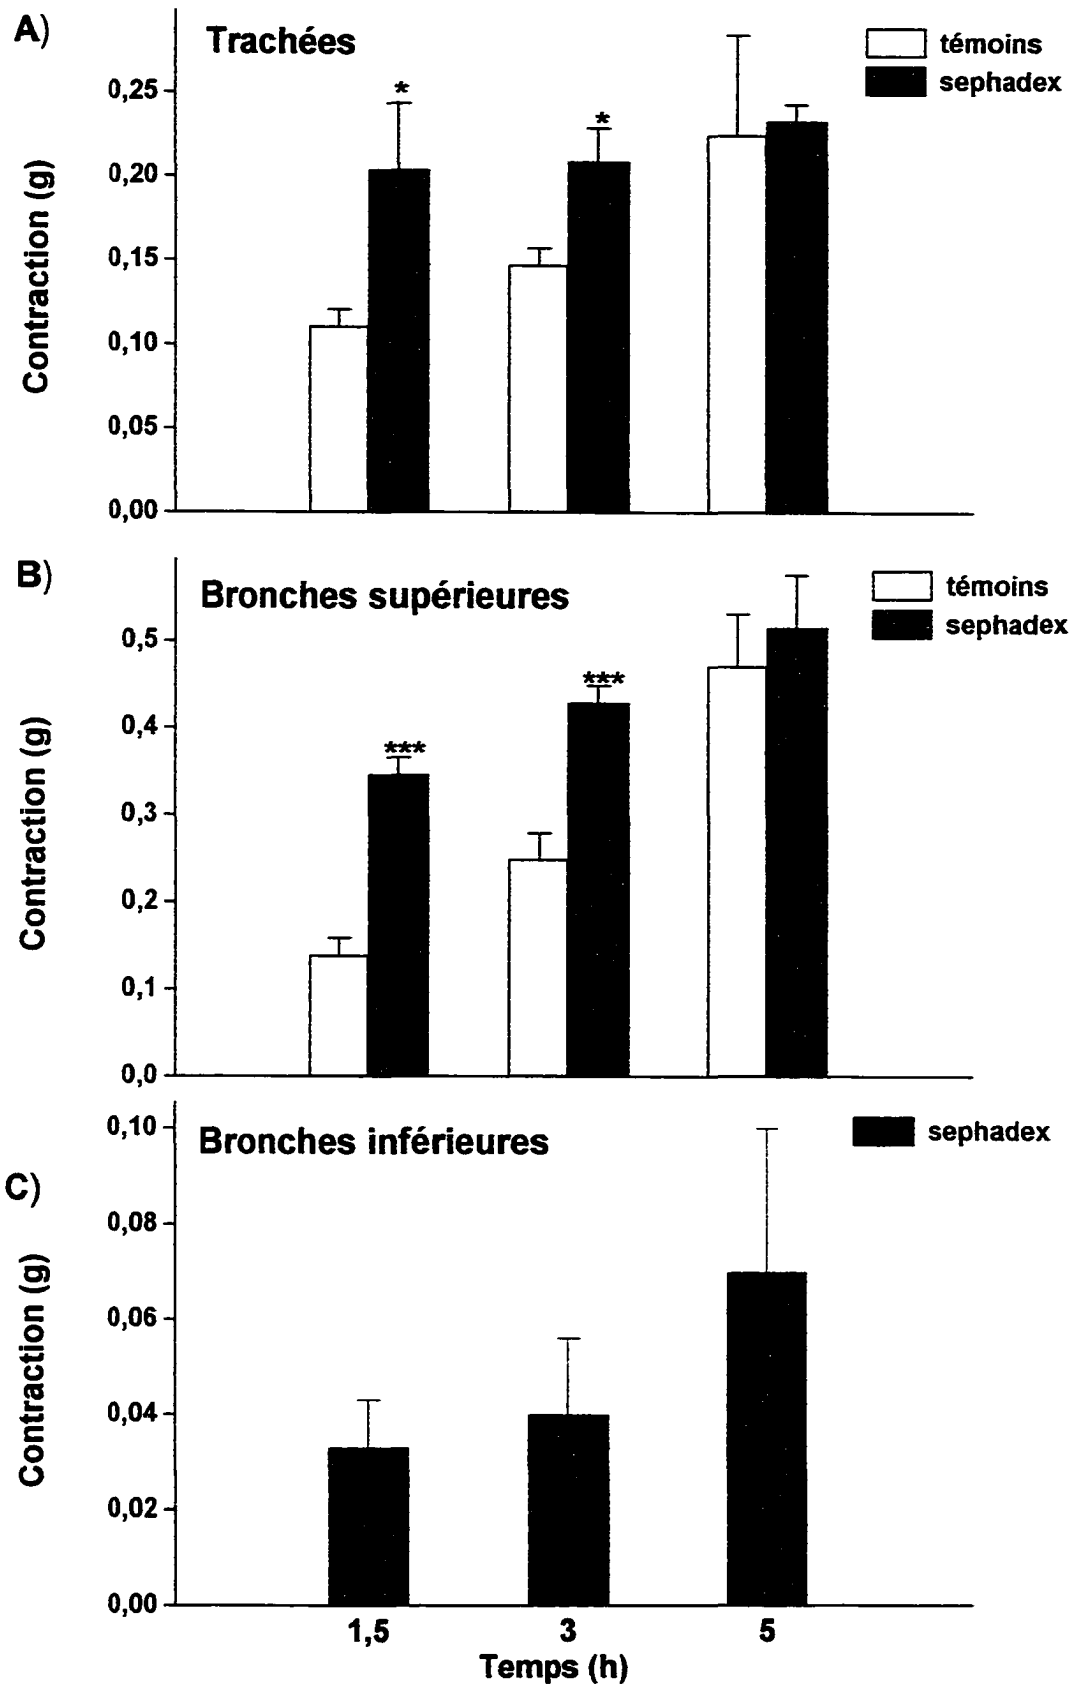 A)
Trachées
témoins
sephadex
*
*
0,25
0,20
0,15
0,10
0,05
0,00
Contraction (g)
B)
Bronches supérieures
témoins
sephadex
***
***
0,5
0,4
0,3
0,2
0,1
0,0
Contraction (g)
C)
Bronches inférieures
sephadex
0,10
0,08
0,06
0,04
0,02
0,00
Contraction (g)
1,5 3 5
Temps (h)